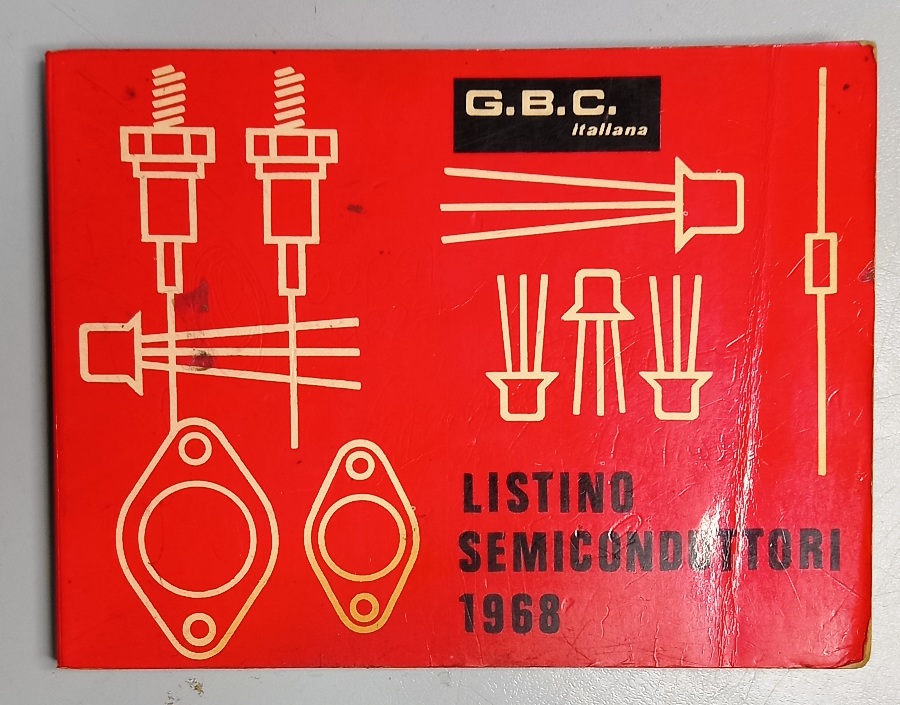 G.B.C.
italiana
LISTINO
SEMICONDUTTORI
1968